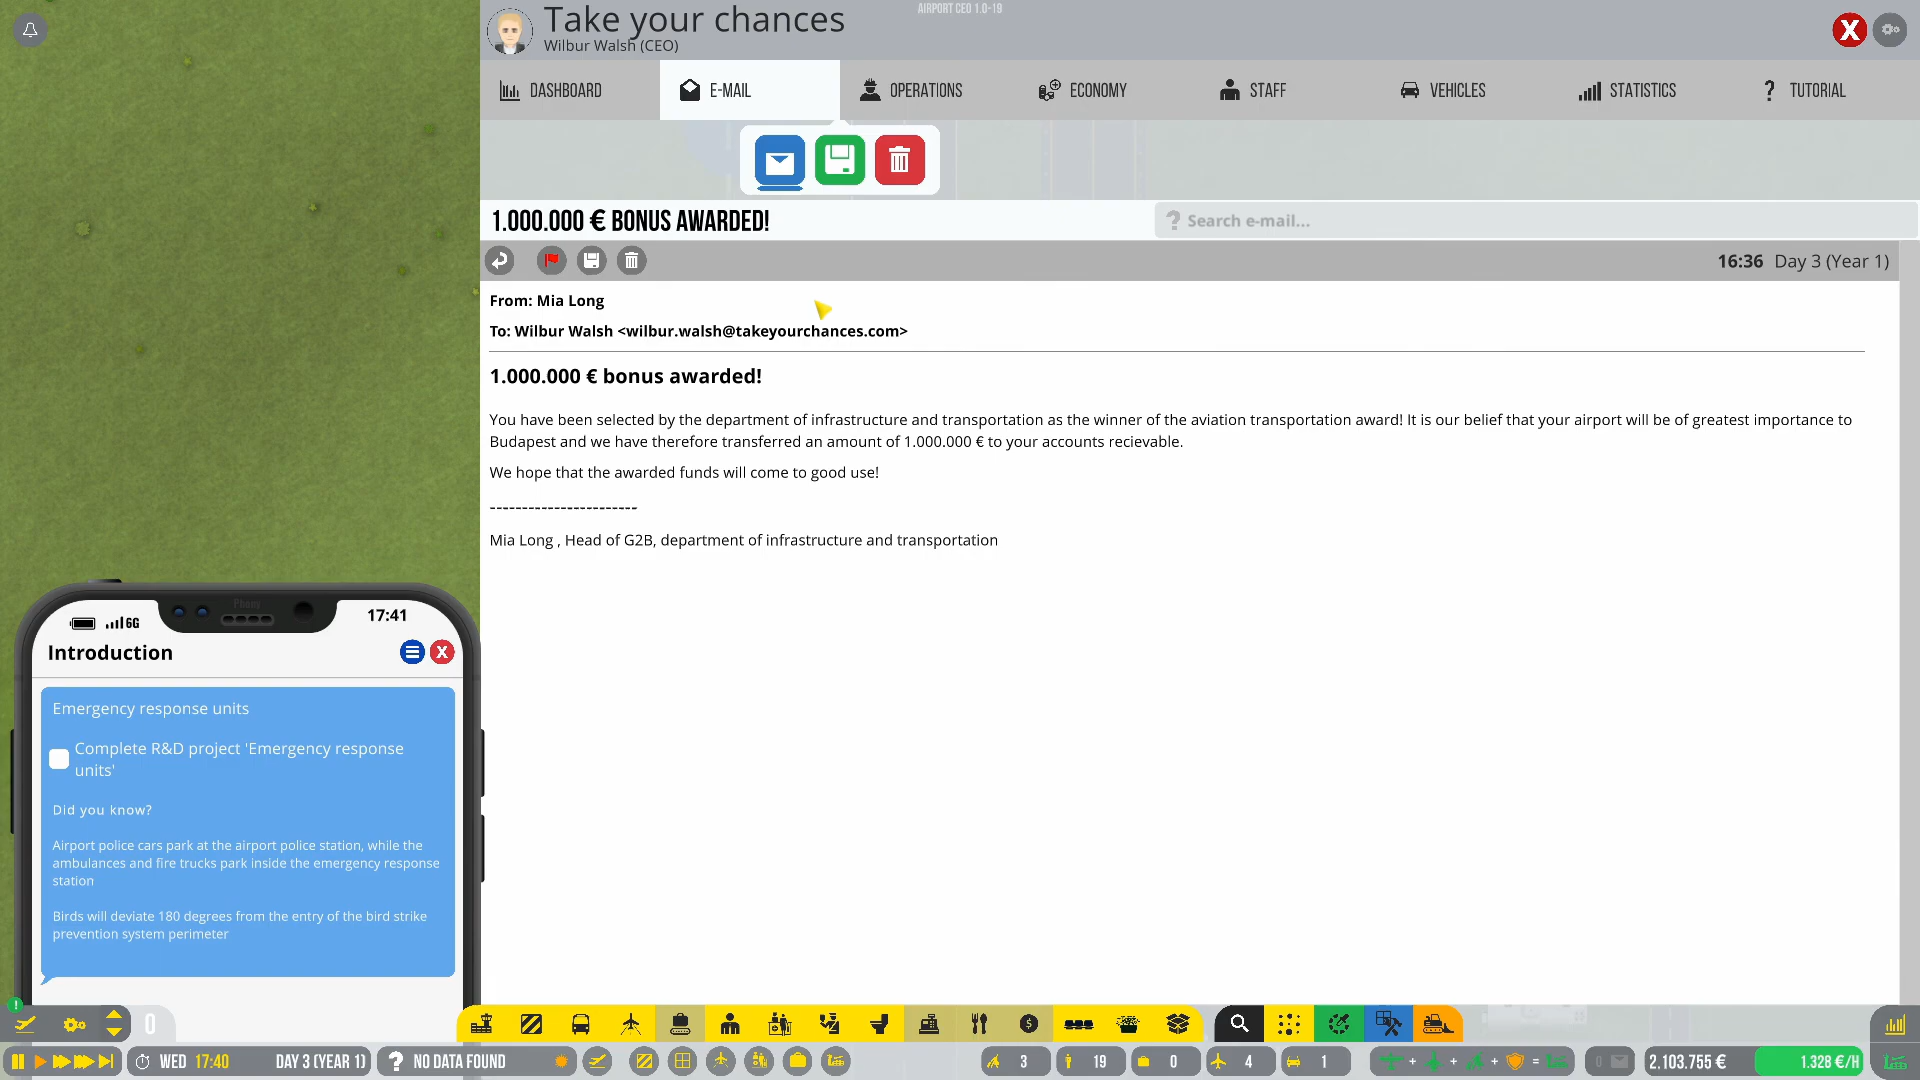 AIRPORT CEO 1.0-19
Take your chances
Wilbur Walsh (CEO)
X
DASHBOARD
E-MAIL
OPERATIONS
ECONOMY
STAFF
VEHICLES
STATISTICS
? TUTORIAL
1.000.000 € BONUS AWARDED!
? Search e-mail...
16:36 Day 3 (Year 1)
From: Mia Long
To: Wilbur Walsh <wilbur.walsh@takeyourchances.com>
1.000.000 € bonus awarded!
You have been selected by the department of infrastructure and transportation as the winner of the aviation transportation award! It is our belief that your airport will be of greatest importance to
Budapest and we have therefore transferred an amount of 1.000.000 € to your accounts recievable.
We hope that the awarded funds will come to good use!
-----------------------
Mia Long , Head of G2B, department of infrastructure and transportation
Phony
6G
17:41
Introduction
X
Emergency response units
Complete R&D project 'Emergency response
units'
Did you know?
Airport police cars park at the airport police station, while the
ambulances and fire trucks park inside the emergency response
station
Birds will deviate 180 degrees from the entry of the bird strike
prevention system perimeter
!
0
WED 17:40 DAY 3 (YEAR 1)
? NO DATA FOUND
3
19
0
4
1
+ + + =
0
2.103.755 €
1.328 €/H